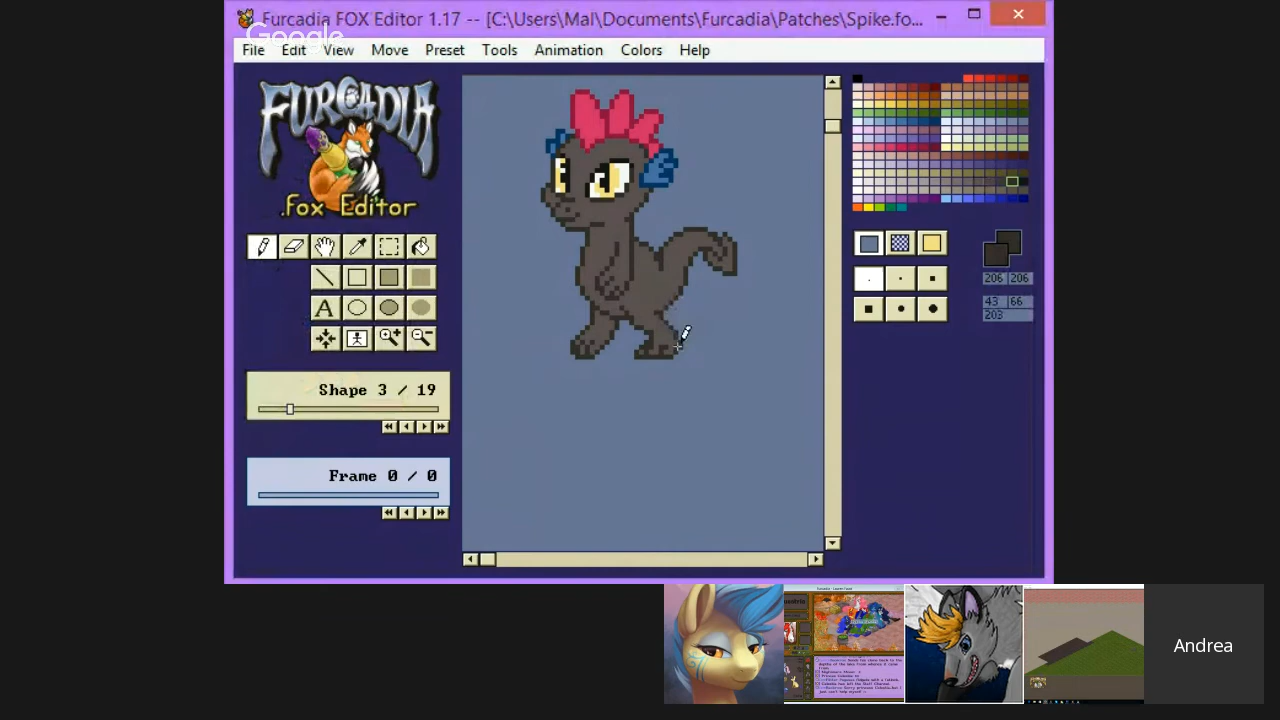 Furcadia FOX Editor 1.17 -- [C:\Users\Mal\Documents\Furcadia\Patches\Spike.fo...
Google
File Edit View Move Preset Tools Animation Colors Help
FURCADIA
.Fox Editor
A
Shape 3 / 19
Frame 0 / 0
206 206
43 66
203
Andrea